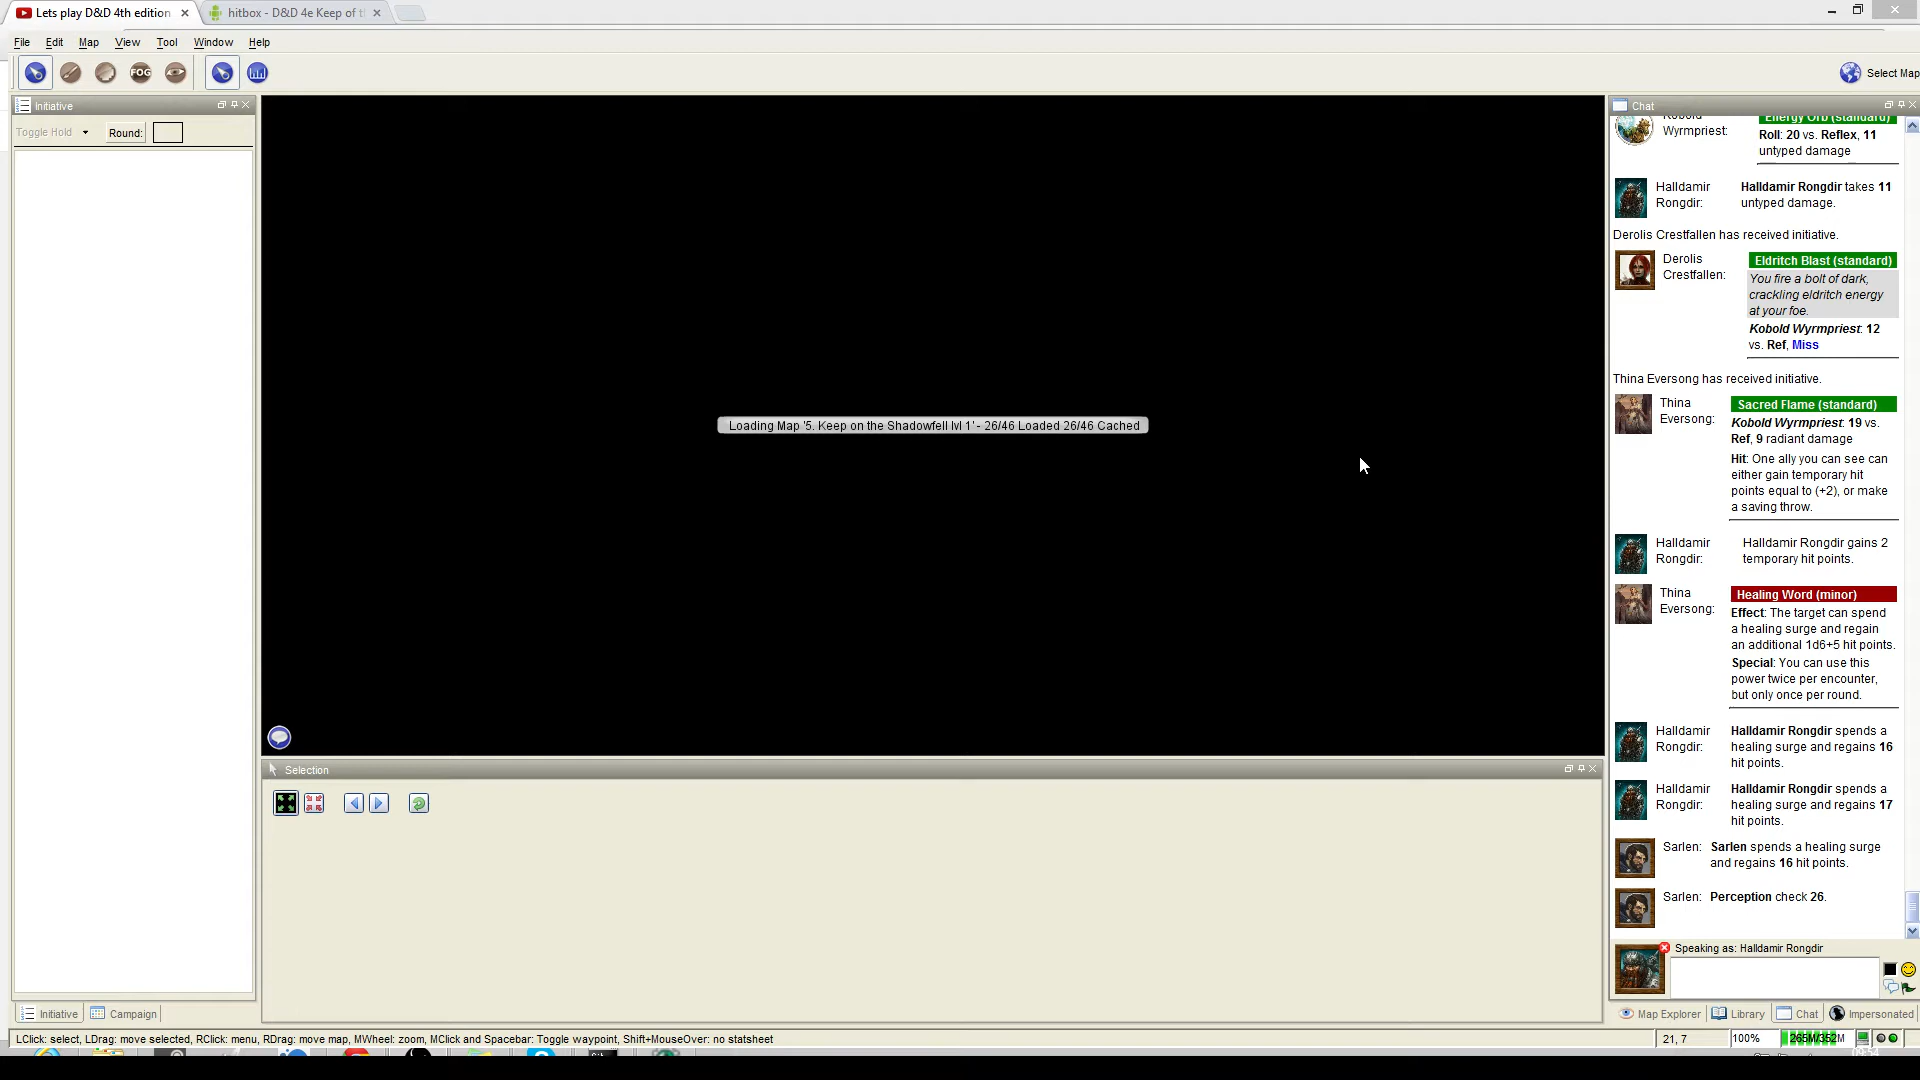 Lets play D&D 4th edition
hitbox - D&D 4e Keep of t
File Edit Map View Tool Window Help
FOG
Select Map
Initiative
Toggle Hold Round:
Loading Map '5. Keep on the Shadowfell lvl 1' - 26/46 Loaded 26/46 Cached
Selection
Chat
Kobold
Wyrmpriest:
Energy Orb (standard)
Roll: 20 vs. Reflex, 11
untyped damage
Halldamir
Rongdir:
Halldamir Rongdir takes 11
untyped damage.
Derolis Crestfallen has received initiative.
Derolis
Crestfallen:
Eldritch Blast (standard)
You fire a bolt of dark,
crackling eldritch energy
at your foe.
Kobold Wyrmpriest: 12
vs. Ref, Miss
Thina Eversong has received initiative.
Thina
Eversong:
Sacred Flame (standard)
Kobold Wyrmpriest: 19 vs.
Ref, 9 radiant damage
Hit: One ally you can see can
either gain temporary hit
points equal to (+2), or make
a saving throw.
Halldamir
Rongdir:
Halldamir Rongdir gains 2
temporary hit points.
Thina
Eversong:
Healing Word (minor)
Effect: The target can spend
a healing surge and regain
an additional 1d6+5 hit points.
Special: You can use this
power twice per encounter,
but only once per round.
Halldamir
Rongdir:
Halldamir Rongdir spends a
healing surge and regains 16
hit points.
Halldamir
Rongdir:
Halldamir Rongdir spends a
healing surge and regains 17
hit points.
Sarlen: Sarlen spends a healing surge
and regains 16 hit points.
Sarlen: Perception check 26.
Speaking as: Halldamir Rongdir
Initiative Campaign
Map Explorer Library Chat Impersonated
LClick: select, LDrag: move selected, RClick: menu, RDrag: move map, MWheel: zoom, MClick and Spacebar: Toggle waypoint, Shift+MouseOver: no statsheet
21, 7 100% 265M/352M